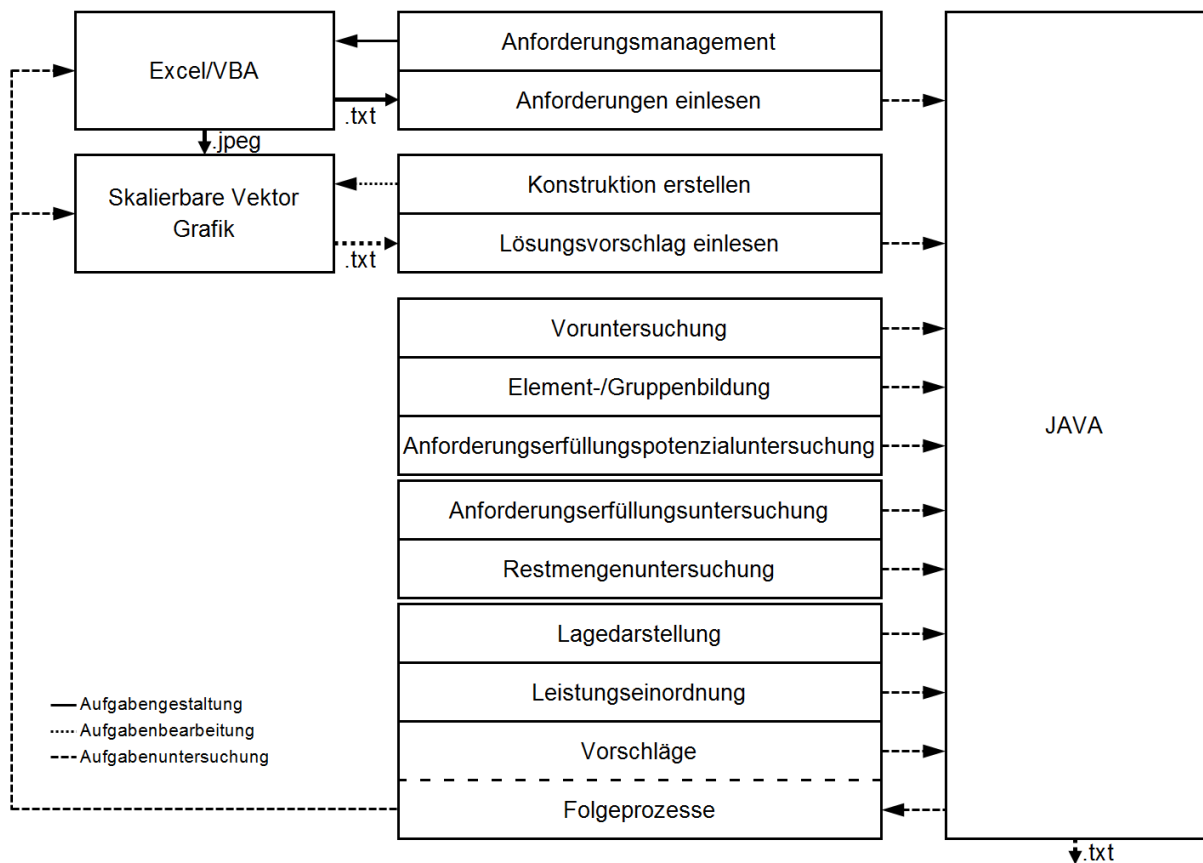 Excel/VBA
Anforderungsmanagement
Anforderungen einlesen
.txt
.jpeg
Skalierbare Vektor
Grafik
Konstruktion erstellen
Lösungsvorschlag einlesen
.txt
Voruntersuchung
Element-/Gruppenbildung
Anforderungserfüllungspotenzialuntersuchung
JAVA
Anforderungserfüllungsuntersuchung
Restmengenuntersuchung
Lagedarstellung
Leistungseinordnung
Vorschläge
Folgeprozesse
Aufgabengestaltung
Aufgabenbearbeitung
Aufgabenuntersuchung
.txt